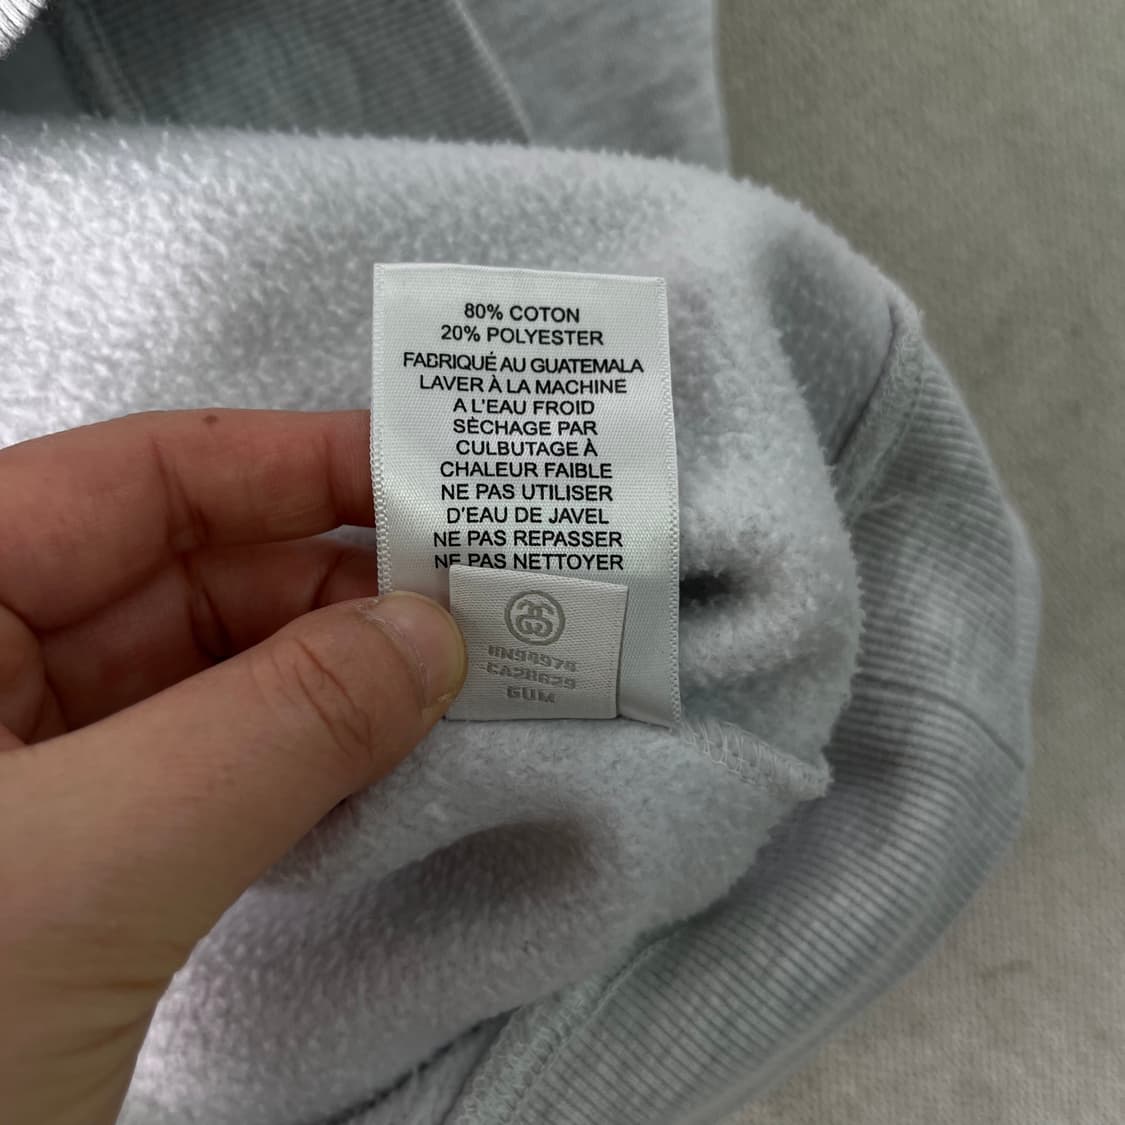 80% COTON
20% POLYESTER
FABRIQUÉ AU GUATEMALA
LAVER À LA MACHINE
A L'EAU FROID
SÈCHAGE PAR
CULBUTAGE À
CHALEUR FAIBLE
NE PAS UTILISER
D'EAU DE JAVEL
NE PAS REPASSER
NE PAS NETTOYER
CA28629
GUM